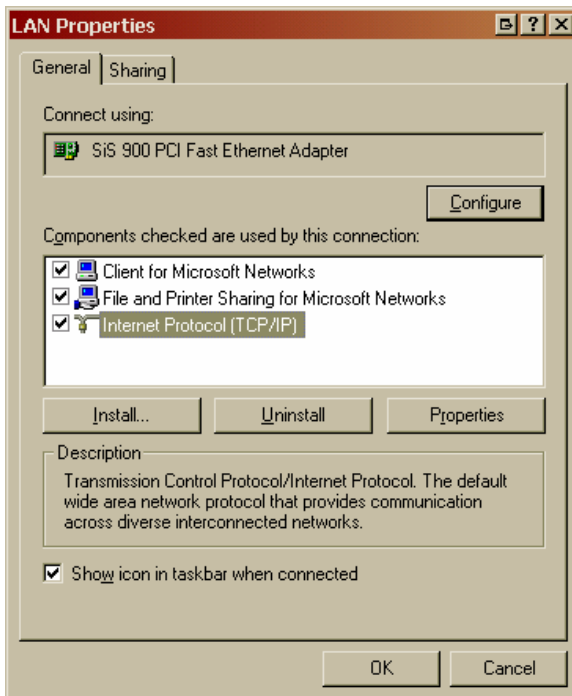 LAN Properties
General
Sharing
Connect using:
SiS 900 PCI Fast Ethernet Adapter
Configure
Components checked are used by this connection:
Client for Microsoft Networks
File and Printer Sharing for Microsoft Networks
Internet Protocol (TCP/IP)
Install... Uninstall Properties
Description
Transmission Control Protocol/Internet Protocol. The default
wide area network protocol that provides communication
across diverse interconnected networks.
Show icon in taskbar when connected
OK Cancel